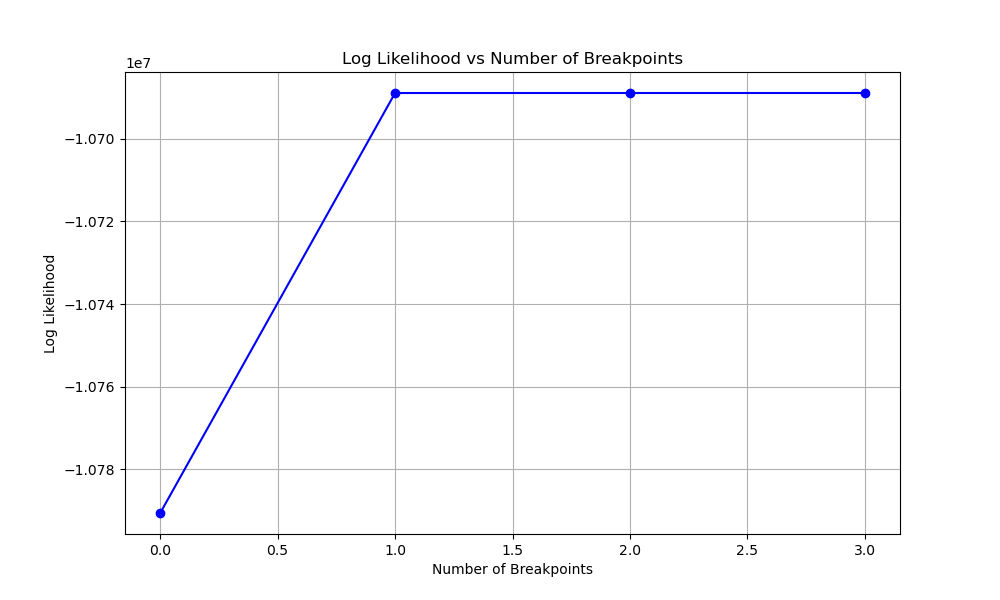 Log Likelihood vs Number of Breakpoints
1e7
−1.070
−1.072
−1.074
−1.076
−1.078
Log Likelihood
0.0 0.5 1.0 1.5 2.0 2.5 3.0
Number of Breakpoints